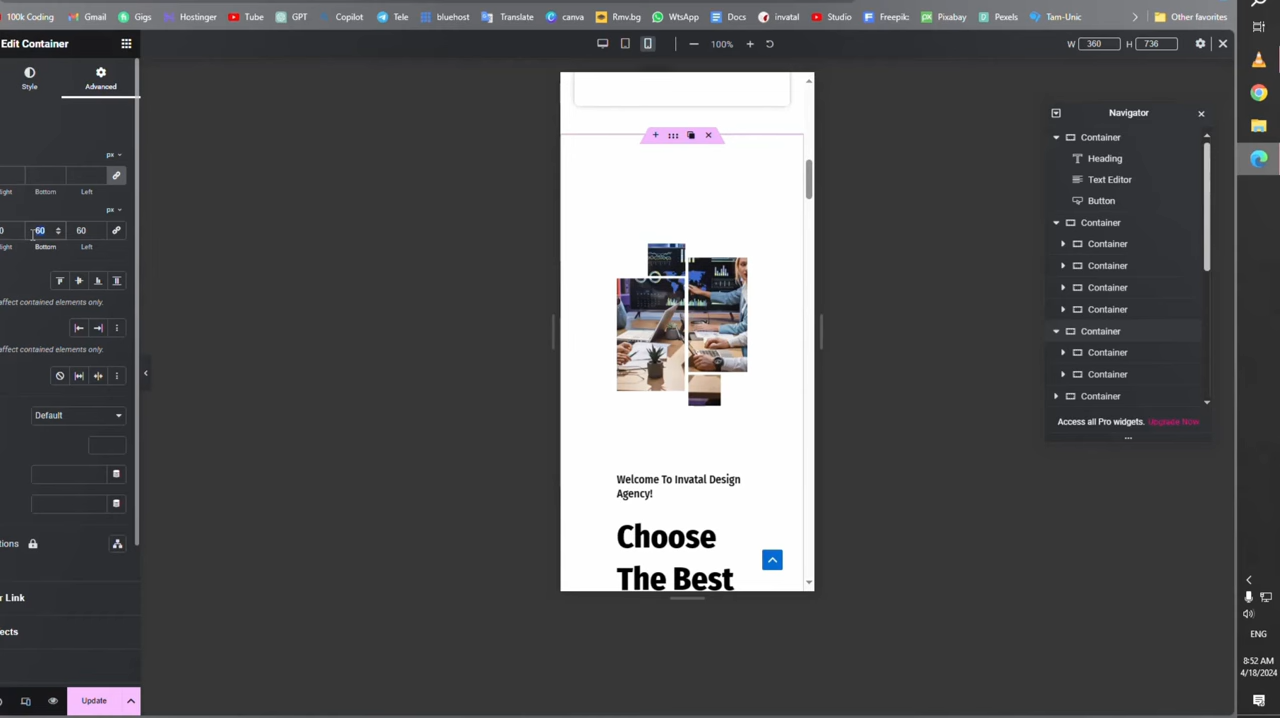 100k Coding Gmail Gigs Hostinger Tube GPT Copilot Tele bluehost Translate canva Rmv.bg WtsApp Docs invatal Studio Freepik: Pixabay Pexels Tam-Unic Other favorites
Edit Container
100%
W 360 H 736
Style
Advanced
px
Bottom
Left
px
0
60
60
Bottom
Left
affect contained elements only.
affect contained elements only.
Default
Link
Update
Welcome To Invatal Design
Agency!
Choose
The Best
Navigator
Container
Heading
Text Editor
Button
Container
Container
Container
Container
Container
Container
Container
Container
Container
Access all Pro widgets. Upgrade Now
ENG
8:52 AM
4/18/2024